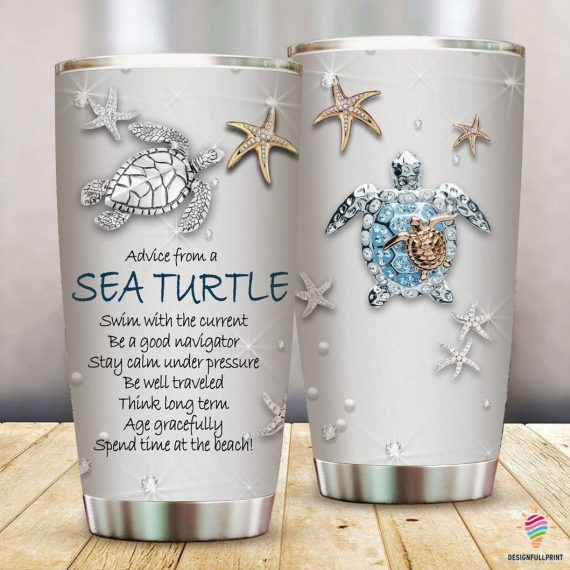 Advice from a
SEA TURTLE
Swim with the current
Be a good navigator
Stay calm under pressure
Be well traveled
Think long term
Age gracefully
Spend time at the beach!
DESIGNFULLPRINT